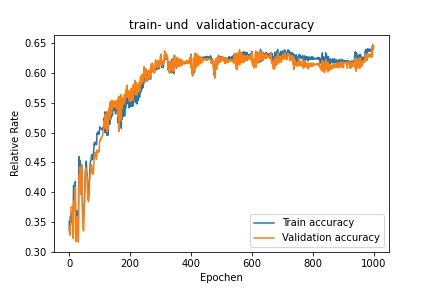 train- und  validation-accuracy
0.65
0.60
0.55
0.50
0.45
0.40
0.35
0.30
Relative Rate
0
200
400
600
800
1000
Epochen
Train accuracy
Validation accuracy